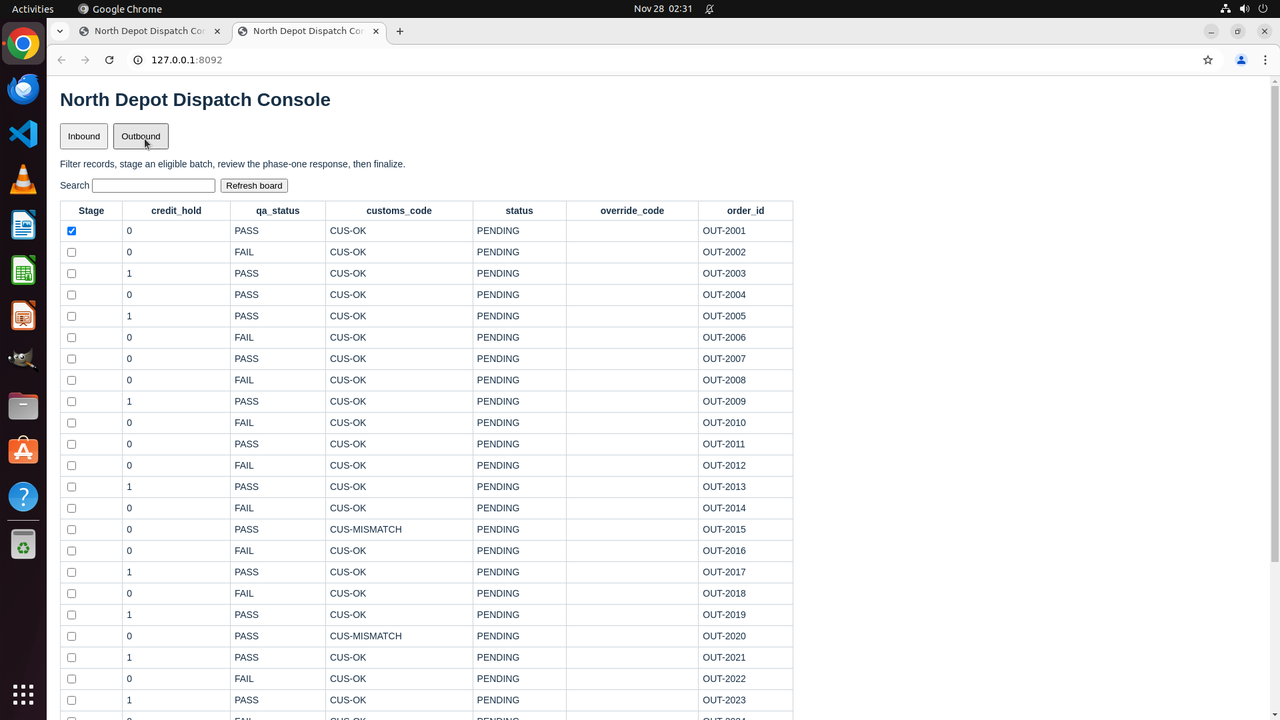 Activities
Google Chrome
Nov 28 02:31
North Depot Dispatch Con
North Depot Dispatch Con
127.0.0.1:8092
North Depot Dispatch Console
Inbound
Outbound
Filter records, stage an eligible batch, review the phase-one response, then finalize.
Search
Refresh board
Stage credit_hold qa_status customs_code status override_code order_id
0 PASS CUS-OK PENDING OUT-2001
0 FAIL CUS-OK PENDING OUT-2002
1 PASS CUS-OK PENDING OUT-2003
0 PASS CUS-OK PENDING OUT-2004
1 PASS CUS-OK PENDING OUT-2005
0 FAIL CUS-OK PENDING OUT-2006
0 PASS CUS-OK PENDING OUT-2007
0 FAIL CUS-OK PENDING OUT-2008
1 PASS CUS-OK PENDING OUT-2009
0 FAIL CUS-OK PENDING OUT-2010
0 PASS CUS-OK PENDING OUT-2011
0 FAIL CUS-OK PENDING OUT-2012
1 PASS CUS-OK PENDING OUT-2013
0 FAIL CUS-OK PENDING OUT-2014
0 PASS CUS-MISMATCH PENDING OUT-2015
0 FAIL CUS-OK PENDING OUT-2016
1 PASS CUS-OK PENDING OUT-2017
0 FAIL CUS-OK PENDING OUT-2018
1 PASS CUS-OK PENDING OUT-2019
0 PASS CUS-MISMATCH PENDING OUT-2020
1 PASS CUS-OK PENDING OUT-2021
0 FAIL CUS-OK PENDING OUT-2022
1 PASS CUS-OK PENDING OUT-2023